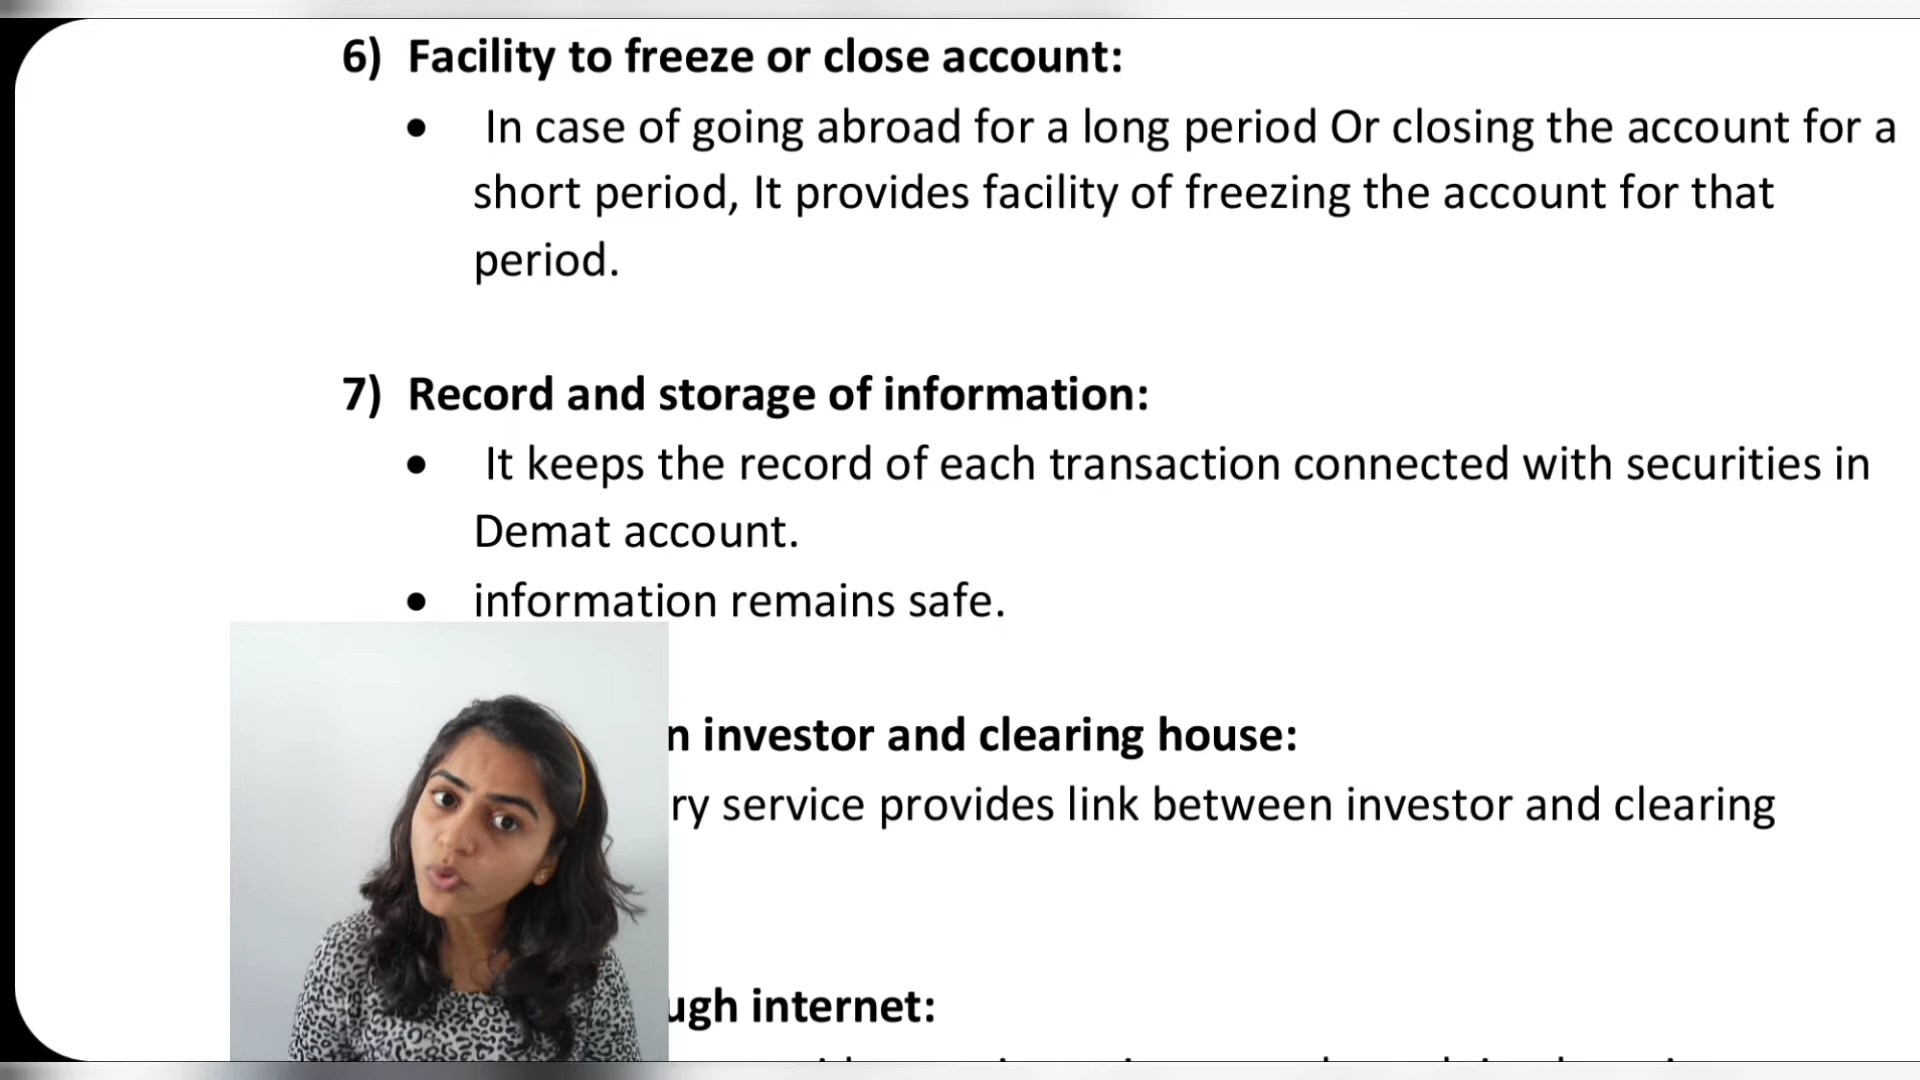 6) Facility to freeze or close account:
• In case of going abroad for a long period Or closing the account for a
short period, It provides facility of freezing the account for that
period.
7) Record and storage of information:
• It keeps the record of each transaction connected with securities in
Demat account.
• information remains safe.
investor and clearing house:
service provides link between investor and clearing
internet: